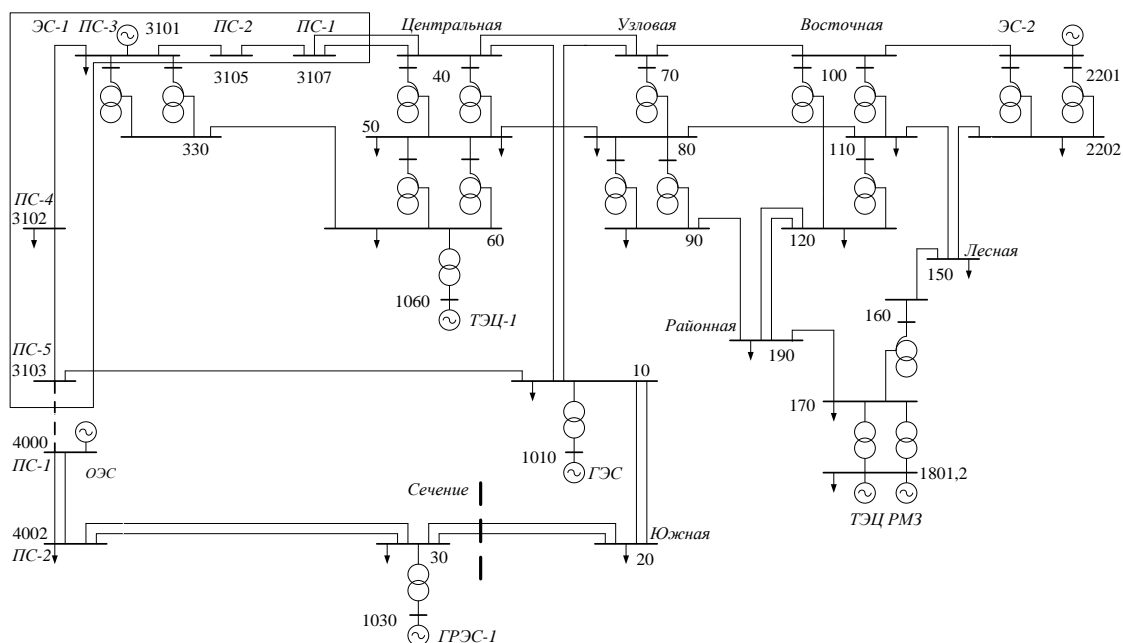 ЭС-1 ПС-3 3101 ПС-2 ПС-1 Центральная Узловая Восточная ЭС-2
3105 3107 40 70 100 2201
50 80 110 2202
330
ПС-4
3102
60 90 120
Лесная
150
1060 ТЭЦ-1
160
Районная
190
ПС-5
3103
10
170
4000
ПС-1
ОЭС
1010
ГЭС
1801,2
Сечение
ТЭЦ РМЗ
4002
ПС-2
30
Южная
20
1030
ГРЭС-1